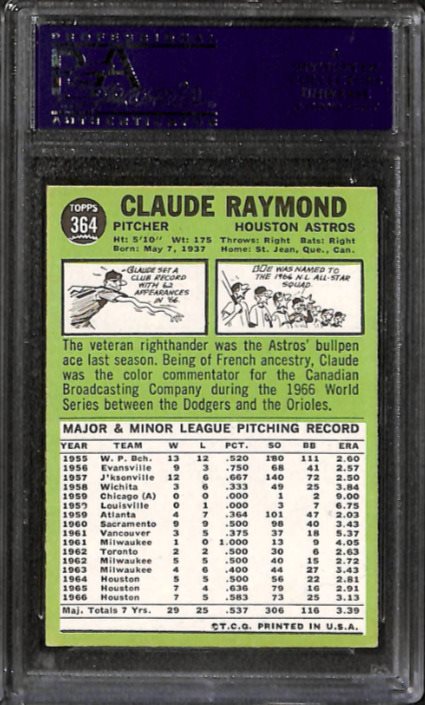 PROFESSIONAL
PSA
AUTHENTICATOR
TOPPS
364
CLAUDE RAYMOND
PITCHER HOUSTON ASTROS
Ht: 5'10" Wt: 175 Throws: Right Bats: Right
Born: May 7, 1937 Home: St. Jean, Que., Can.
CLAUDE SET A
CLUB RECORD
WITH 62
APPEARANCES
IN '66.
WAS NAMED TO
THE 1966 N L ALL-STAR
SQUAD.
The veteran righthander was the Astros' bullpen
ace last season. Being of French ancestry, Claude
was the color commentator for the Canadian
Broadcasting Company during the 1966 World
Series between the Dodgers and the Orioles.
MAJOR & MINOR LEAGUE PITCHING RECORD
YEAR TEAM W L PCT. SO BB ERA
1955 W. P. Bch. 13 12 .520 180 111 2.60
1956 Evansville 9 3 .750 68 41 2.57
1957 J'ksonville 12 6 .667 140 72 2.50
1958 Wichita 3 6 .333 49 25 3.84
1959 Chicago (A) 0 0 .000 1 2 9.00
1959 Louisville 0 1 .000 3 7 6.75
1959 Atlanta 4 7 .364 101 47 2.03
1960 Sacramento 9 9 .500 98 40 3.43
1961 Vancouver 3 5 .375 37 18 5.37
1961 Milwaukee 1 0 1.000 13 9 4.05
1962 Toronto 2 2 .500 30 6 2.63
1962 Milwaukee 5 5 .500 40 15 2.72
1963 Milwaukee 4 6 .400 44 27 3.43
1964 Houston 5 5 .500 56 22 2.81
1965 Houston 7 4 .636 79 16 2.91
1966 Houston 7 5 .583 73 25 3.13
Maj. Totals 7 Yrs. 29 25 .537 306 116 3.39
©T.C.G. PRINTED IN U.S.A.